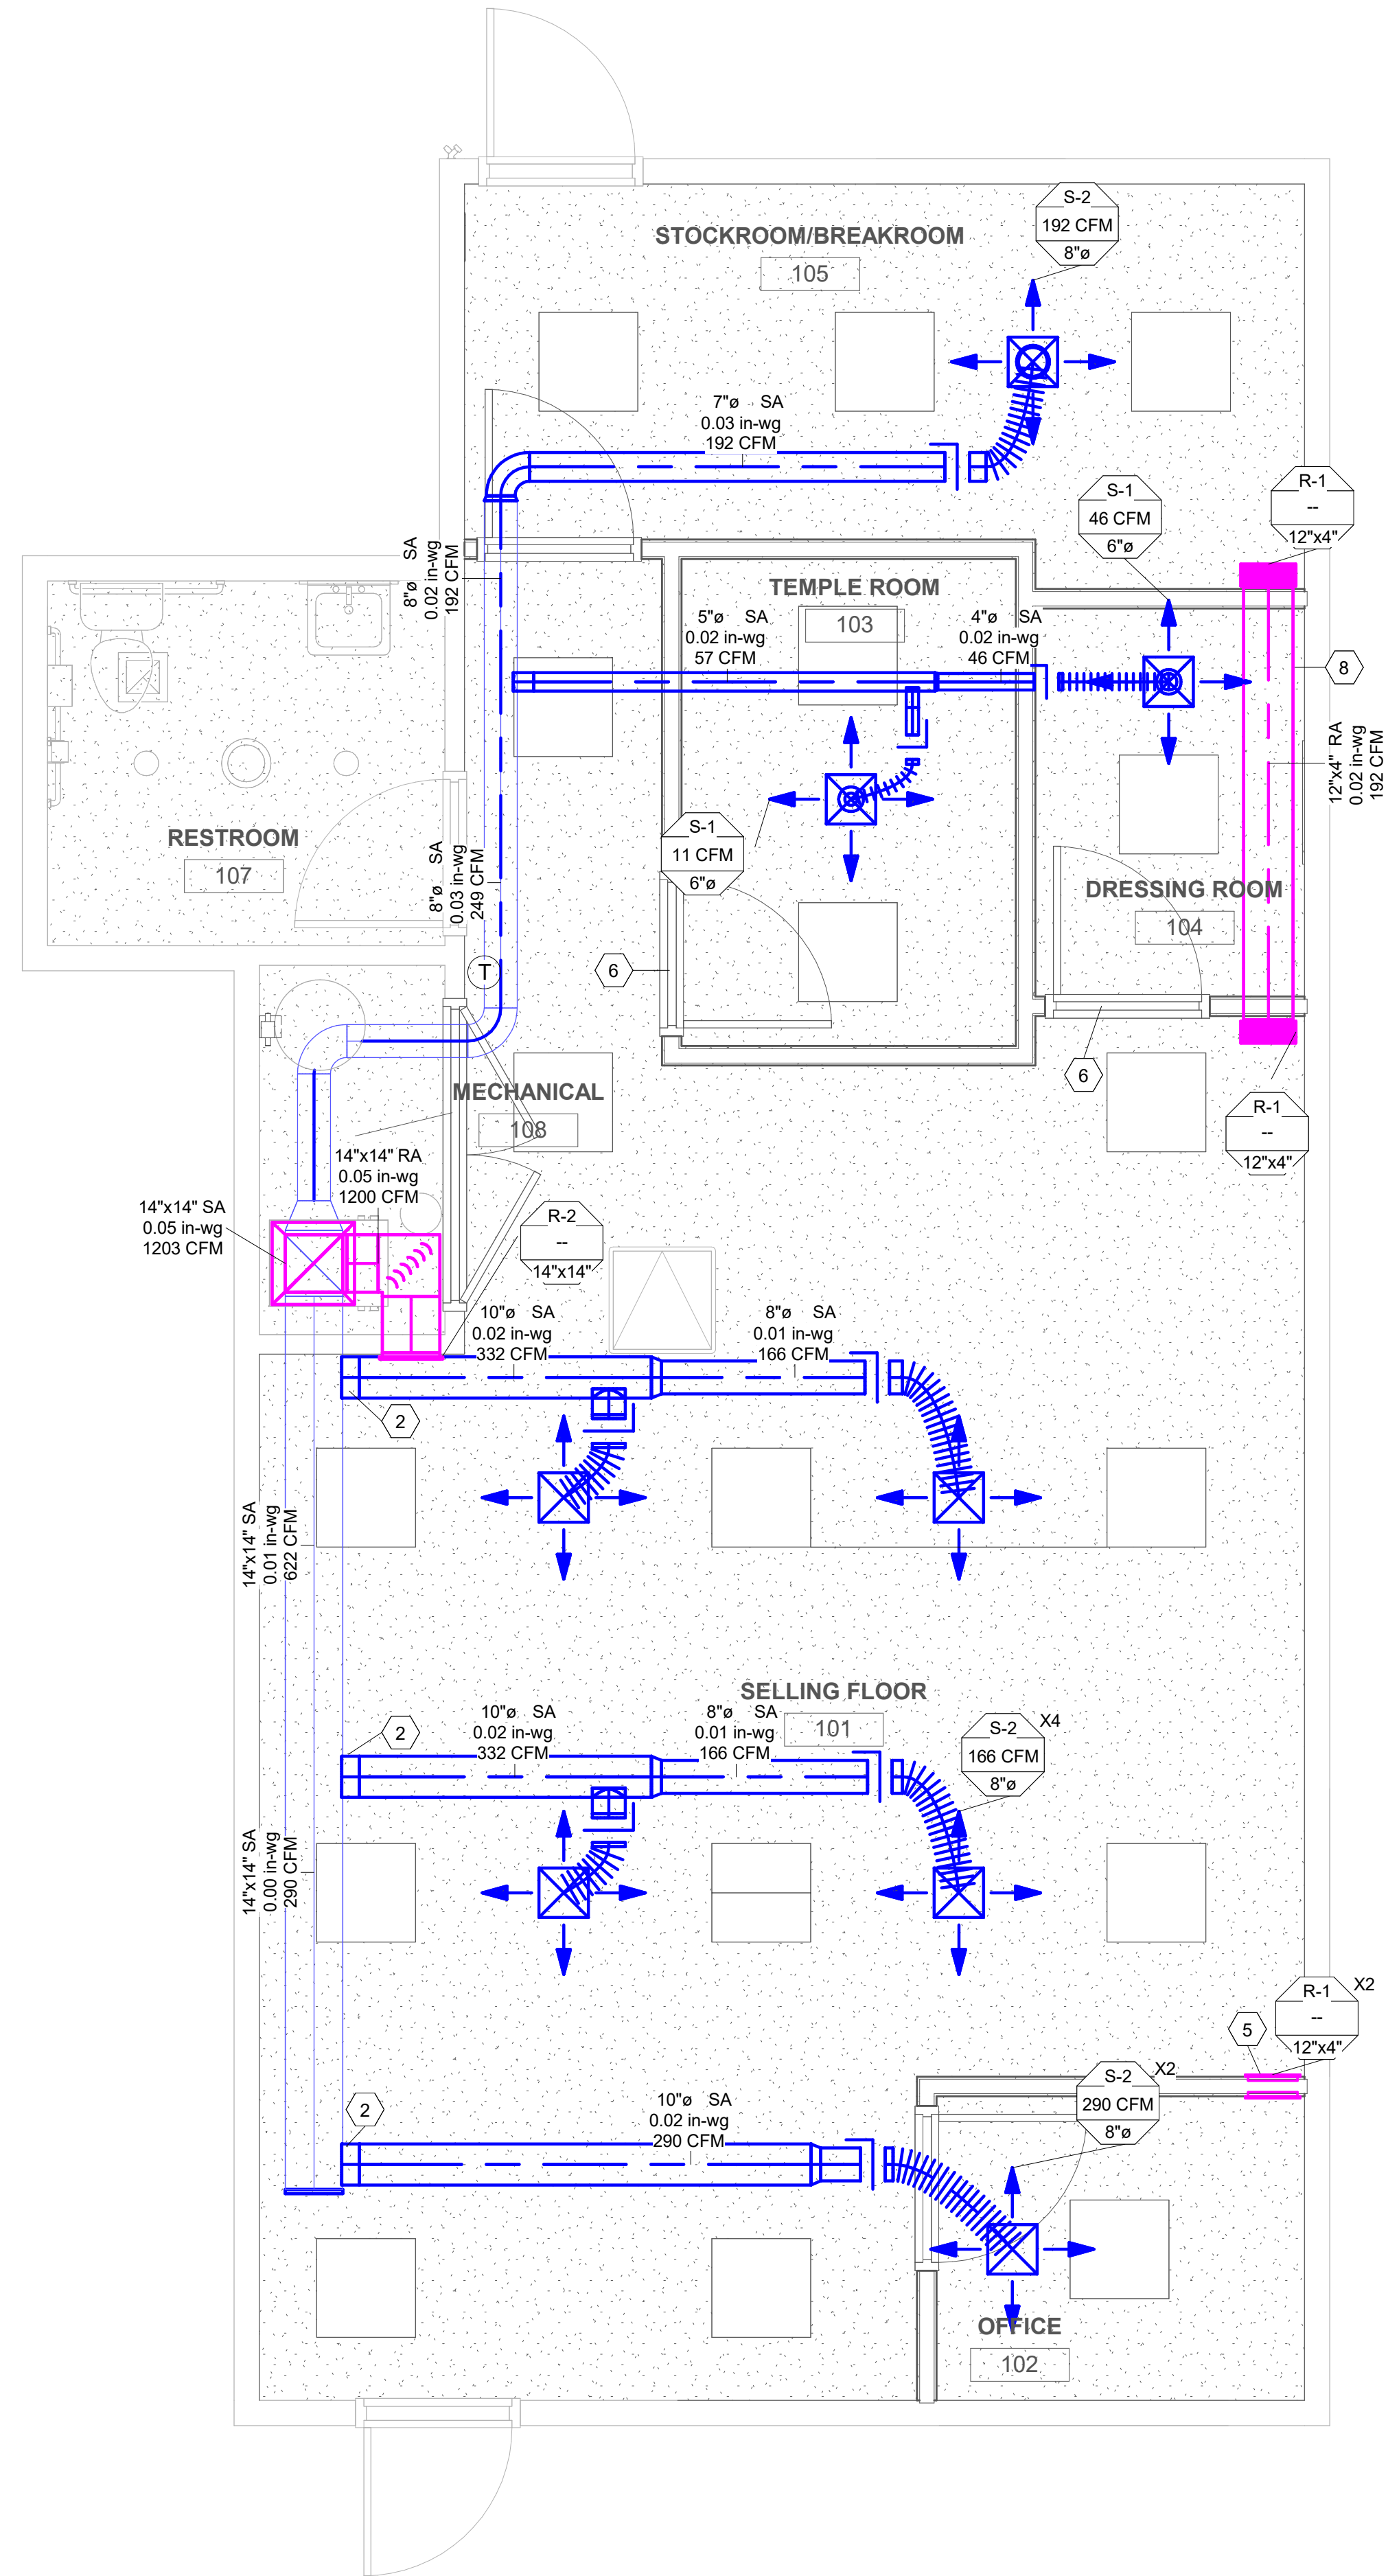 S-2
192 CFM
8"ø
STOCKROOM/BREAKROOM
105
7"ø SA
0.03 in-wg
192 CFM
S-1
46 CFM
6"ø
R-1
--
12"x4"
8"ø SA
0.02 in-wg
192 CFM
TEMPLE ROOM
103
5"ø SA
0.02 in-wg
57 CFM
4"ø SA
0.02 in-wg
46 CFM
8
12"x4" RA
0.02 in-wg
192 CFM
RESTROOM
107
8"ø SA
0.03 in-wg
249 CFM
S-1
11 CFM
6"ø
DRESSING ROOM
104
T
6
6
MECHANICAL
108
R-1
--
12"x4"
14"x14" RA
0.05 in-wg
1200 CFM
14"x14" SA
0.05 in-wg
1203 CFM
R-2
--
14"x14"
10"ø SA
0.02 in-wg
332 CFM
8"ø SA
0.01 in-wg
166 CFM
2
14"x14" SA
0.01 in-wg
622 CFM
SELLING FLOOR
101
10"ø SA
0.02 in-wg
332 CFM
8"ø SA
0.01 in-wg
166 CFM
2
S-2
166 CFM
8"ø
X4
14"x14" SA
0.00 in-wg
290 CFM
R-1
--
12"x4"
X2
5
S-2
290 CFM
8"ø
X2
10"ø SA
0.02 in-wg
290 CFM
2
OFFICE
102